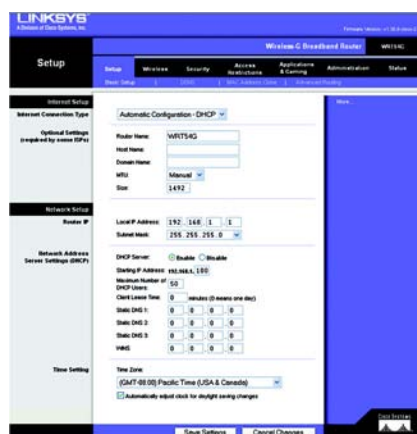 LINKSYS
A Division of Cisco Systems, Inc.
Wireless-G Broadband Router WRT54G
Setup
Setup Wireless Security Access Restrictions Applications & Gaming Administration Status
Basic Setup | DDNS | MAC Address Clone | Advanced Routing
Internet Setup
Internet Connection Type
Automatic Configuration - DHCP
More...
Optional Settings
(required by some ISPs)
Router Name: WRT54G
Host Name:
Domain Name:
MTU: Manual
Size: 1492
Network Setup
Router IP
Local IP Address: 192 . 168 . 1 . 1
Subnet Mask: 255.255.255.0
Network Address
Server Settings (DHCP)
DHCP Server: Enable Disable
Starting IP Address: 192.168.1. 100
Maximum Number of
DHCP Users: 50
Client Lease Time: 0 minutes (0 means one day)
Static DNS 1: 0 . 0 . 0 . 0
Static DNS 2: 0 . 0 . 0 . 0
Static DNS 3: 0 . 0 . 0 . 0
WINS: 0 . 0 . 0 . 0
Time Setting
Time Zone:
(GMT-08:00) Pacific Time (USA & Canada)
Automatically adjust clock for daylight saving changes
Save Settings Cancel Changes
Cisco Systems